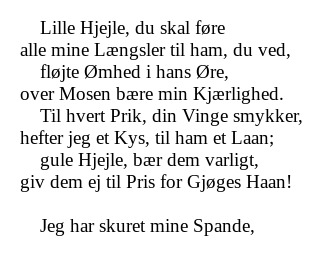 Lille Hjejle, du skal føre
alle mine Længsler til ham, du ved,
fløjte Ømhed i hans Øre,
over Mosen bære min Kjærlighed.
Til hvert Prik, din Vinge smykker,
hefter jeg et Kys, til ham et Laan;
gule Hjejle, bær dem varligt,
giv dem ej til Pris for Gjøges Haan!
Jeg har skuret mine Spande,